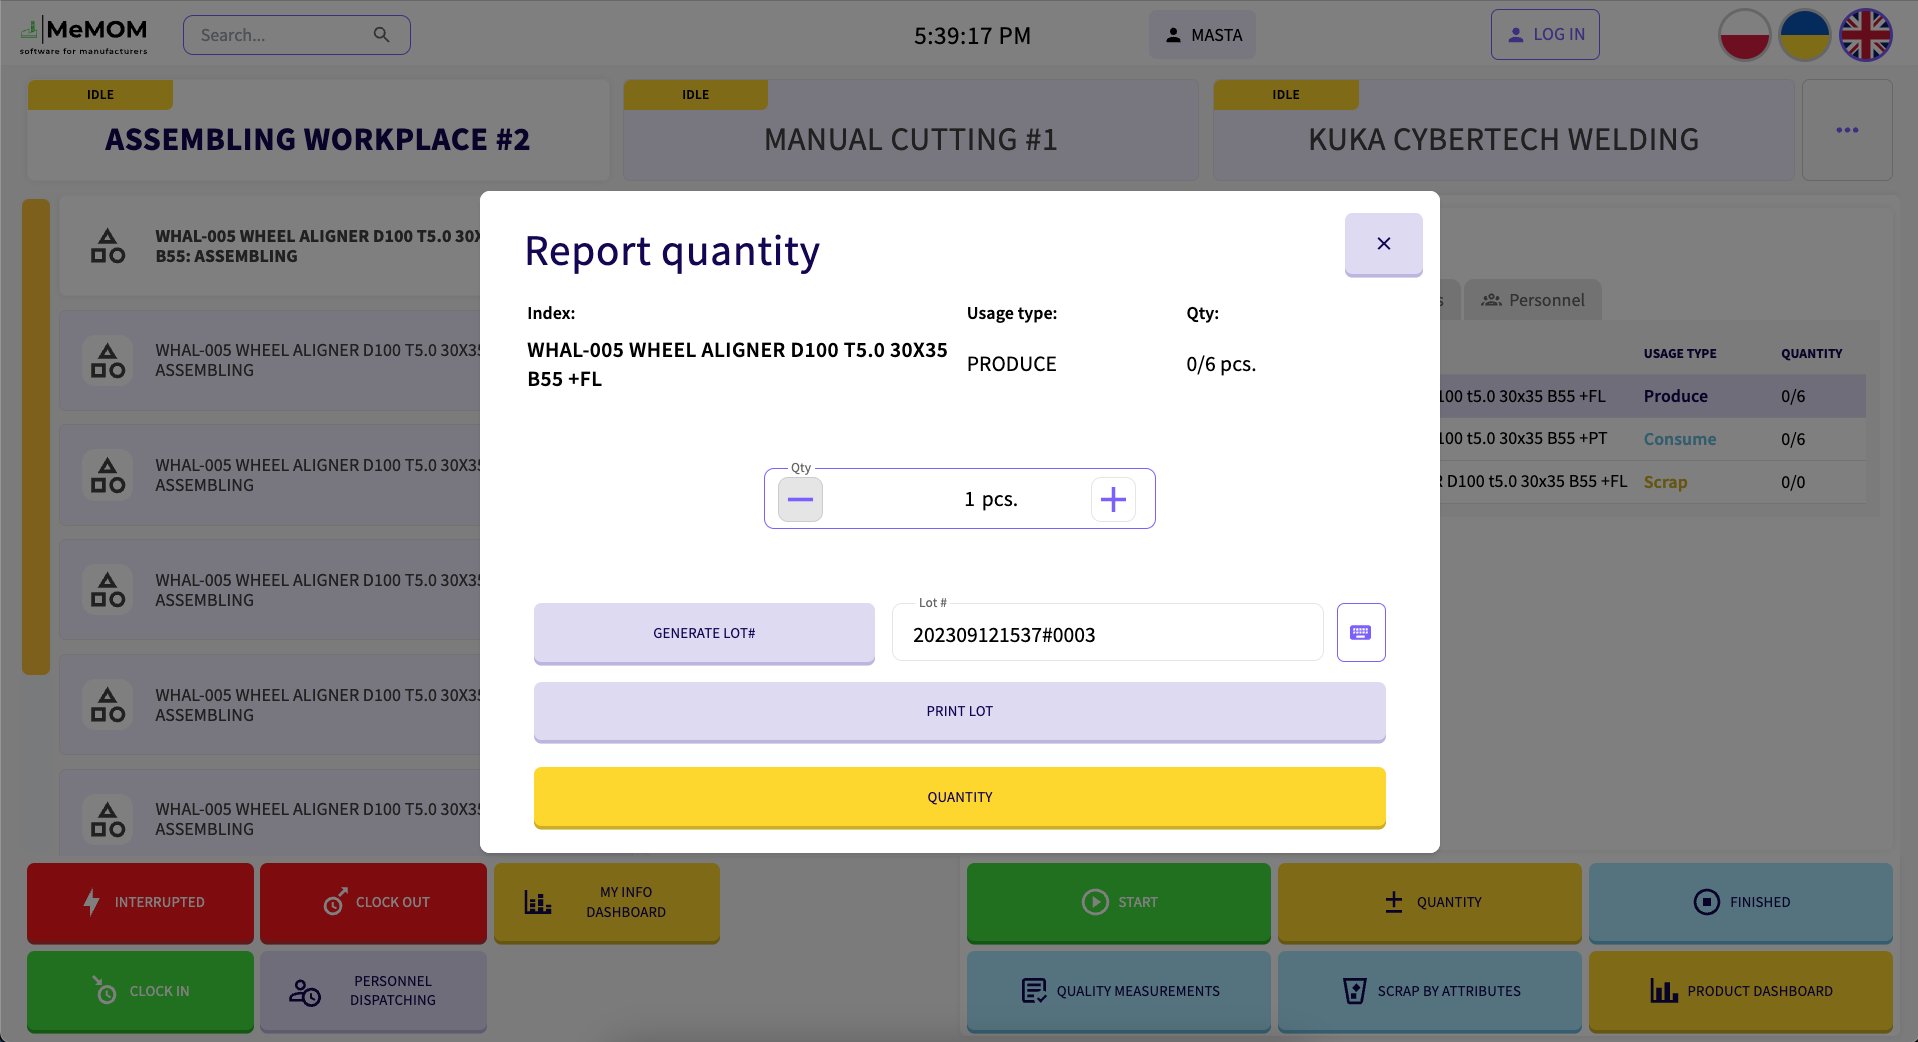 MeMOM
software for manufacturers
Search...
5:39:17 PM
MASTA
LOG IN
IDLE
ASSEMBLING WORKPLACE #2
IDLE
MANUAL CUTTING #1
IDLE
KUKA CYBERTECH WELDING
WHAL-005 WHEEL ALIGNER D100 T5.0 30X
B55: ASSEMBLING
WHAL-005 WHEEL ALIGNER D100 T5.0 30X35
ASSEMBLING
WHAL-005 WHEEL ALIGNER D100 T5.0 30X35
ASSEMBLING
WHAL-005 WHEEL ALIGNER D100 T5.0 30X35
ASSEMBLING
WHAL-005 WHEEL ALIGNER D100 T5.0 30X35
ASSEMBLING
WHAL-005 WHEEL ALIGNER D100 T5.0 30X35
ASSEMBLING
Report quantity
Index:
Usage type:
Qty:
WHAL-005 WHEEL ALIGNER D100 T5.0 30X35
B55 +FL
PRODUCE
0/6 pcs.
Qty
1 pcs.
GENERATE LOT#
Lot #
202309121537#0003
PRINT LOT
QUANTITY
s
Personnel
USAGE TYPE
QUANTITY
100 t5.0 30x35 B55 +FL
Produce
0/6
100 t5.0 30x35 B55 +PT
Consume
0/6
R D100 t5.0 30x35 B55 +FL
Scrap
0/0
INTERRUPTED
CLOCK OUT
MY INFO
DASHBOARD
START
QUANTITY
FINISHED
CLOCK IN
PERSONNEL
DISPATCHING
QUALITY MEASUREMENTS
SCRAP BY ATTRIBUTES
PRODUCT DASHBOARD